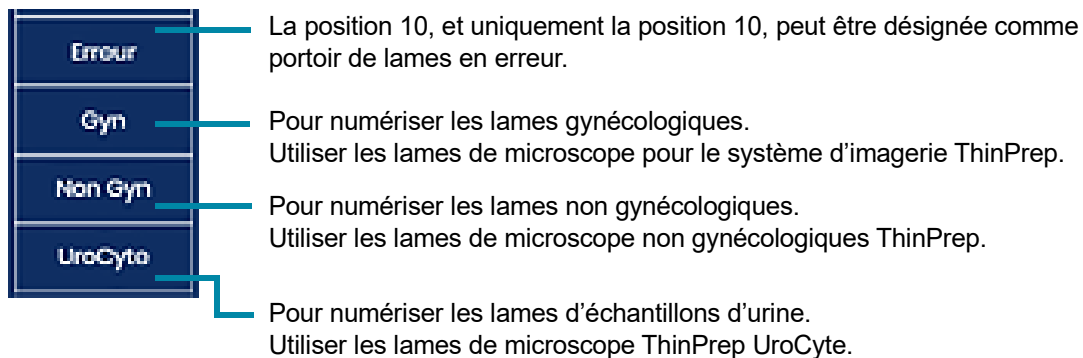 Erreur
La position 10, et uniquement la position 10, peut être désignée comme
portoir de lames en erreur.
Gyn
Pour numériser les lames gynécologiques.
Utiliser les lames de microscope pour le système d’imagerie ThinPrep.
Non Gyn
Pour numériser les lames non gynécologiques.
Utiliser les lames de microscope non gynécologiques ThinPrep.
UroCyto
Pour numériser les lames d’échantillons d’urine.
Utiliser les lames de microscope ThinPrep UroCyte.